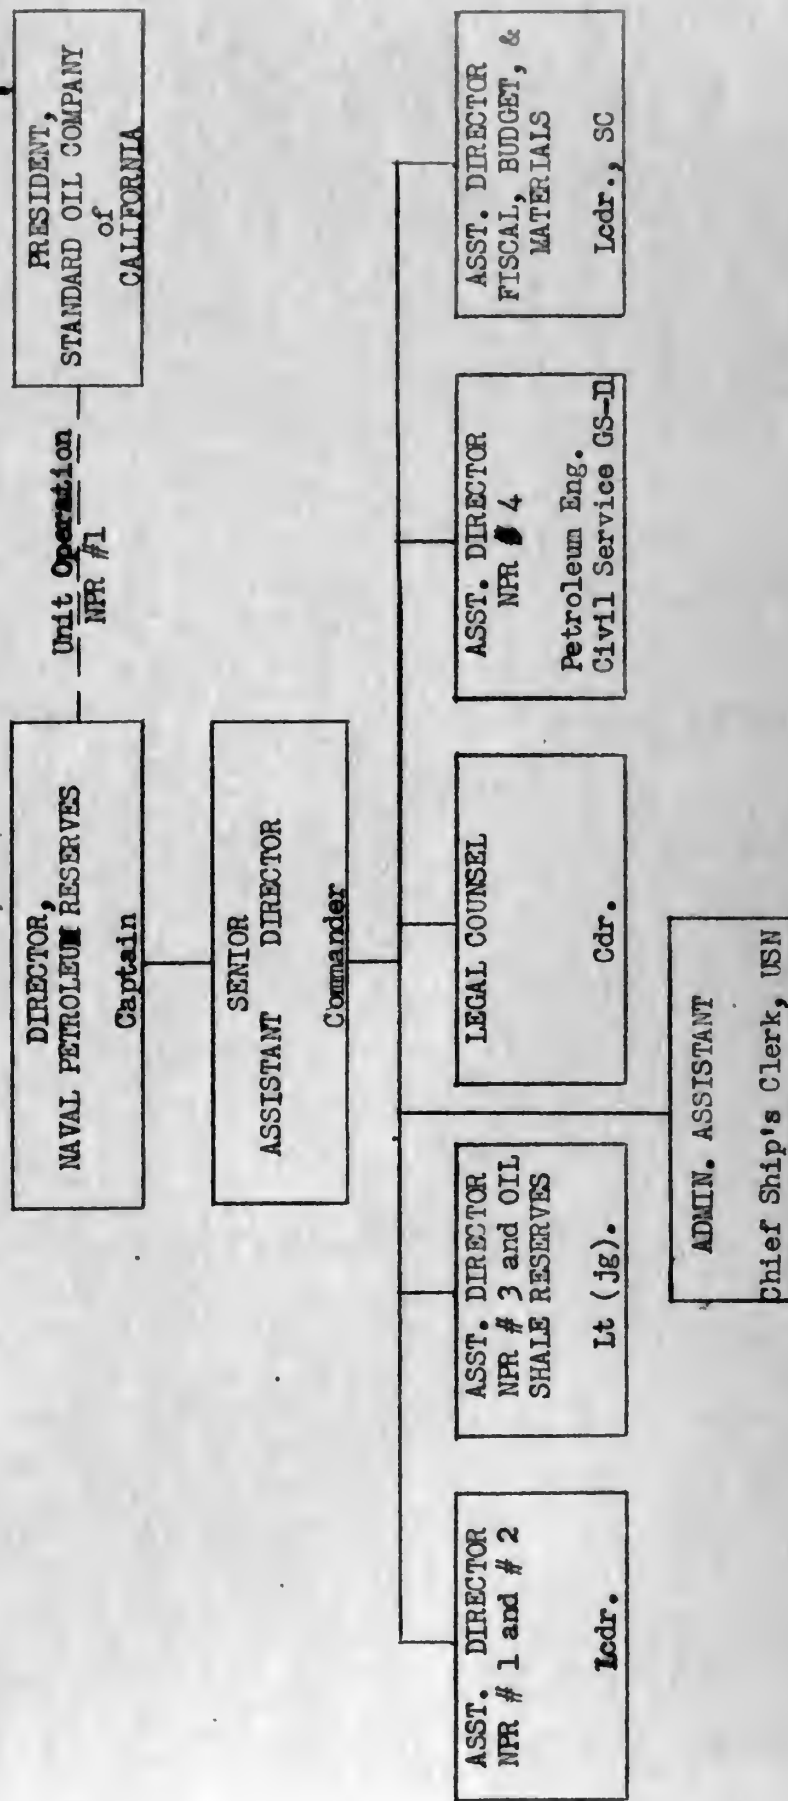 DIRECTOR,
NAVAL PETROLEUM RESERVES
Captain
Unit Operation
NPR #1
PRESIDENT,
STANDARD OIL COMPANY
of
CALIFORNIA
SENIOR
ASSISTANT DIRECTOR
Commander
ASST. DIRECTOR
NPR # 1 and # 2
Lcdr.
ASST. DIRECTOR
NPR # 3 and OIL
SHALE RESERVES
Lt (jg).
LEGAL COUNSEL
Cdr.
ASST. DIRECTOR
NPR # 4
Petroleum Eng.
Civil Service
ASST. DIRECTOR
FISCAL, BUDGET, &
MATERIALS
Lcdr., SC
ADMIN. ASSISTANT
Chief Ship's Clerk, USN